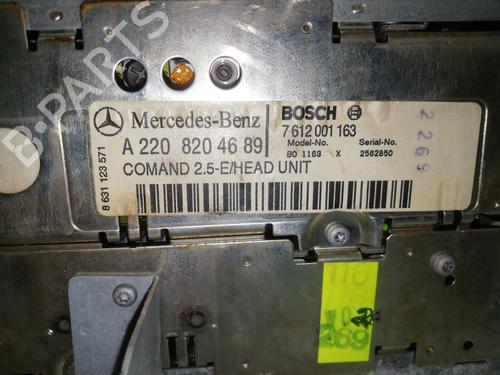 B-PARTS
Mercedes-Benz
BOSCH
A 220 820 46 89
7 612 001 163
Model-No. Serial-No.
BO 1163 X 2562850
COMAND 2.5-E/HEAD UNIT
8 631 123 571
2269
269